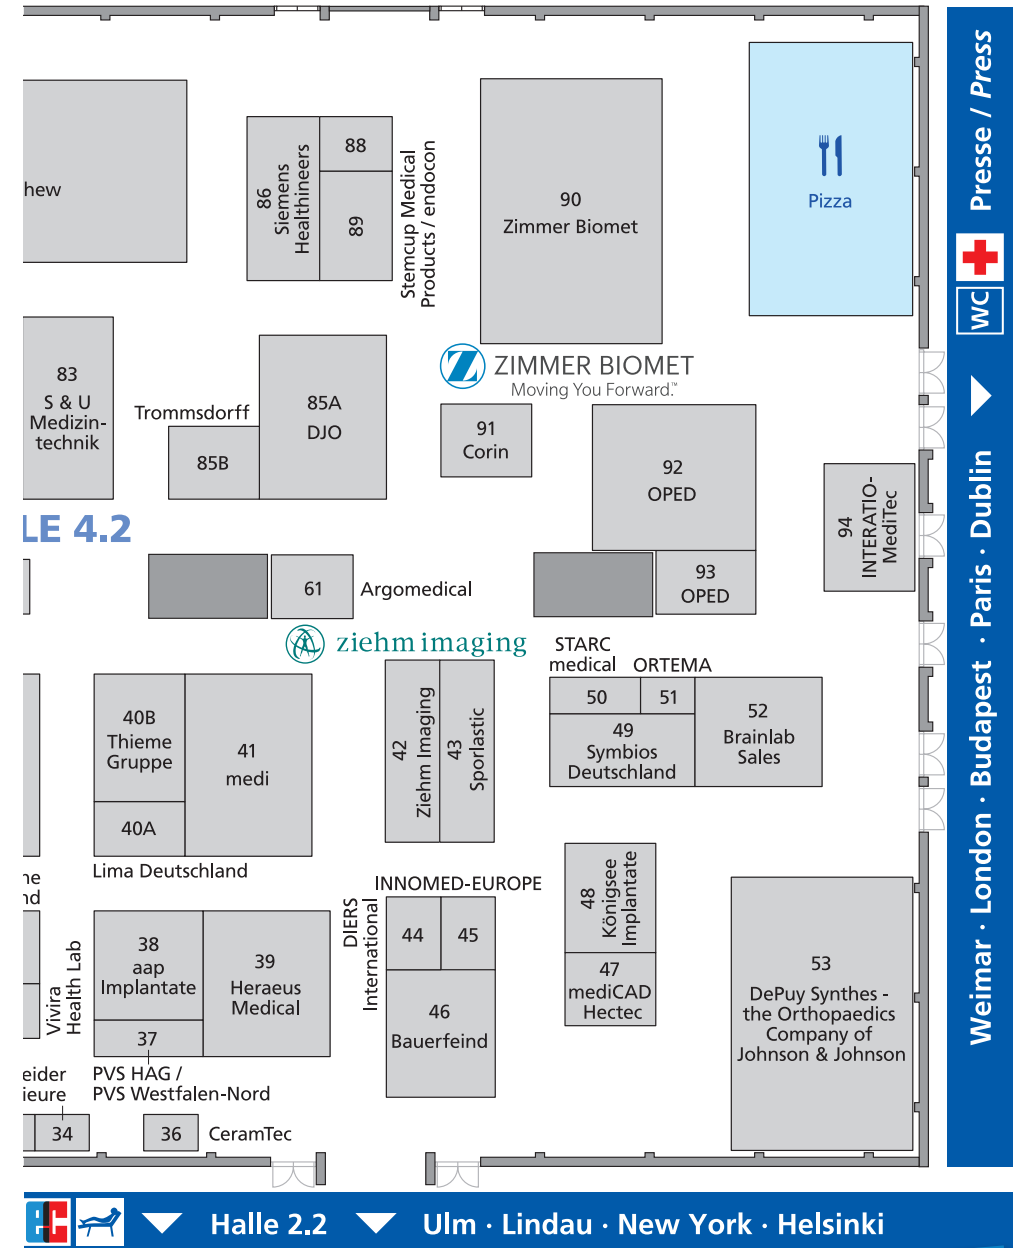 hew
86
Siemens
Healthineers
88
89
Stemcup Medical
Products / endocon
90
Zimmer Biomet
Pizza
Presse / Press
WC
83
S & U
Medizin-
technik
Trommsdorff
85B
85A
DJO
ZIMMER BIOMET
Moving You Forward.™
91
Corin
92
OPED
94
INTERATIO-
MediTec
LE 4.2
61
Argomedical
93
OPED
ziehm imaging
STARC
medical
ORTEMA
40B
Thieme
Gruppe
41
medi
40A
Lima Deutschland
42
Ziehm Imaging
43
Sporlastic
50
51
49
Symbios
Deutschland
52
Brainlab
Sales
ne
nd
INNOMED-EUROPE
DIERS
International
44
45
46
Bauerfeind
48
Königsee
Implantate
47
mediCAD
Hectec
53
DePuy Synthes -
the Orthopaedics
Company of
Johnson & Johnson
Vivira
Health Lab
38
aap
Implantate
39
Heraeus
Medical
37
PVS HAG /
PVS Westfalen-Nord
eider
ieure
34
36
CeramTec
Weimar · London · Budapest · Paris · Dublin
ec
Halle 2.2
Ulm · Lindau · New York · Helsinki